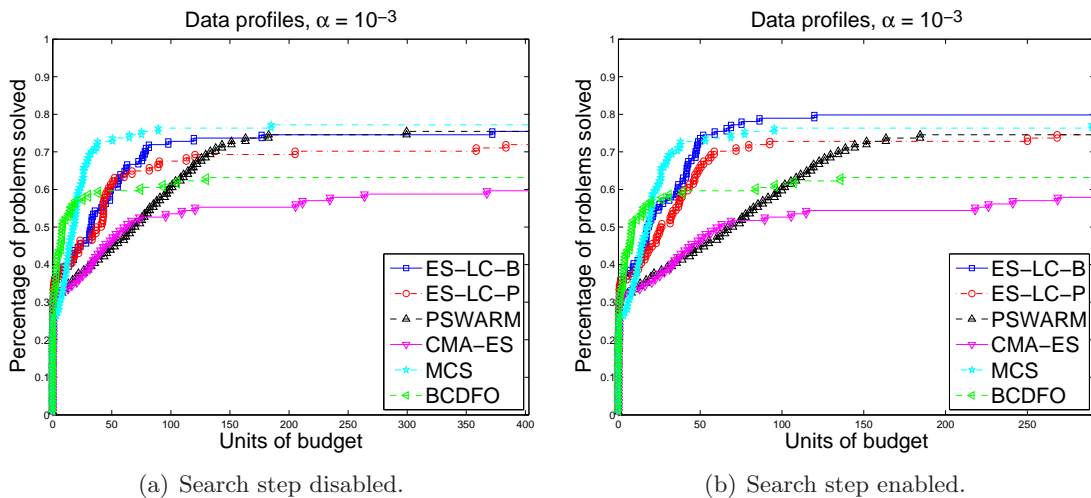 Data profiles, α = 10⁻³
Percentage of problems solved
1
0.9
0.8
0.7
0.6
0.5
0.4
0.3
0.2
0.1
0
0 50 100 150 200 250 300 350 400
Units of budget
ES−LC−B
ES−LC−P
PSWARM
CMA−ES
MCS
BCDFO
(a) Search step disabled.
Data profiles, α = 10⁻³
Percentage of problems solved
1
0.9
0.8
0.7
0.6
0.5
0.4
0.3
0.2
0.1
0
0 50 100 150 200 250
Units of budget
ES−LC−B
ES−LC−P
PSWARM
CMA−ES
MCS
BCDFO
(b) Search step enabled.